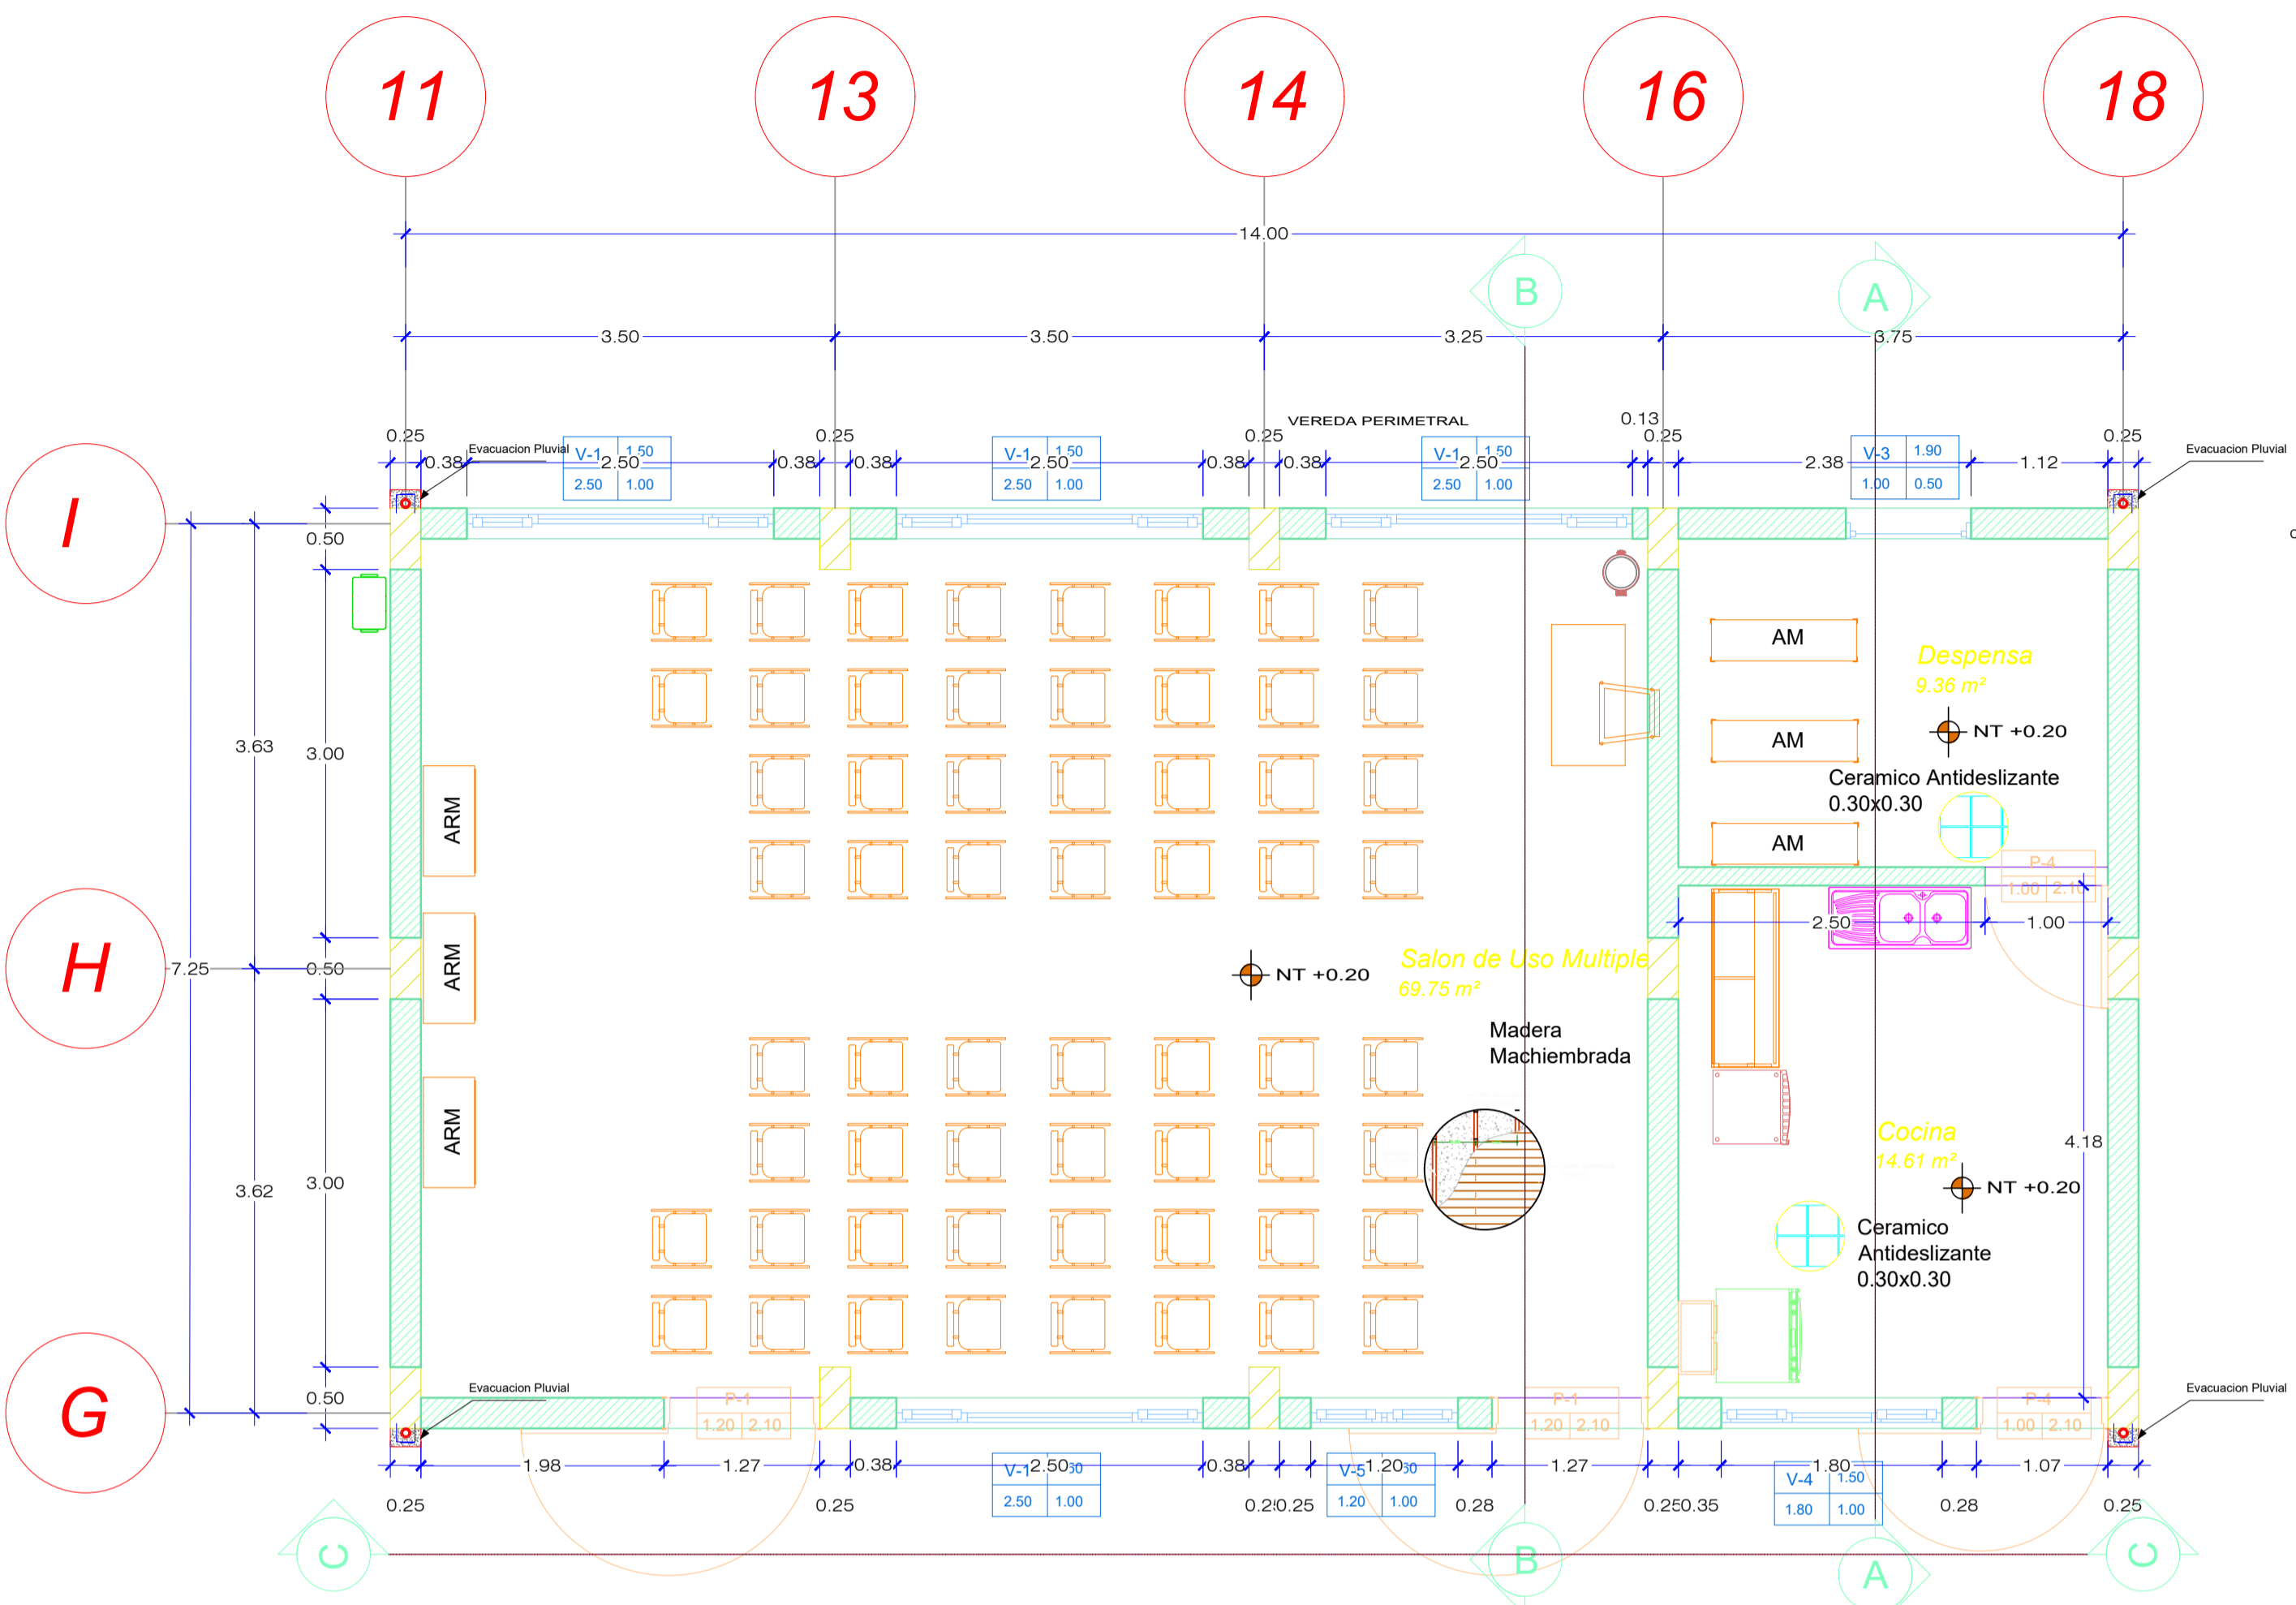 11
13
14
16
18
14.00
B
A
3.50
3.50
3.25
3.75
VEREDA PERIMETRAL
0.13
0.25
0.25
0.25
0.25
0.25
Evacuacion Pluvial
Evacuacion Pluvial
V-1 1.50
2.50 1.00
V-1 1.50
2.50 1.00
V-1 1.50
2.50 1.00
V-3 1.90
1.00 0.50
0.38
2.50
0.38
0.38
2.50
0.38
0.38
2.50
2.38
1.12
I
0.50
AM
Despensa
9.36 m²
NT +0.20
AM
3.63
3.00
Ceramico Antideslizante
0.30x0.30
ARM
AM
P-4
1.00 2.10
2.50
1.00
H
7.25
0.50
ARM
NT +0.20
Salon de Uso Multiple
69.75 m²
Madera
Machiembrada
ARM
Cocina
14.61 m²
4.18
3.62
3.00
NT +0.20
Ceramico
Antideslizante
0.30x0.30
G
0.50
Evacuacion Pluvial
Evacuacion Pluvial
P-1
1.20 2.10
P-1
1.20 2.10
P-4
1.00 2.10
1.98
1.27
0.38
2.50
0.38
1.20
1.27
1.80
1.07
V-1
2.50 1.00
V-5
1.20 1.00
V-4 1.50
1.80 1.00
0.25
0.25
0.25
0.28
0.25
0.35
0.28
0.25
C
B
A
C